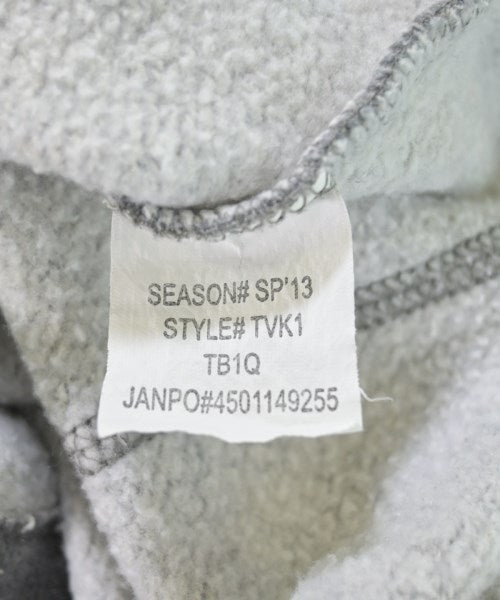 SEASON# SP'13
STYLE# TVK1
TB1Q
JANPO#4501149255